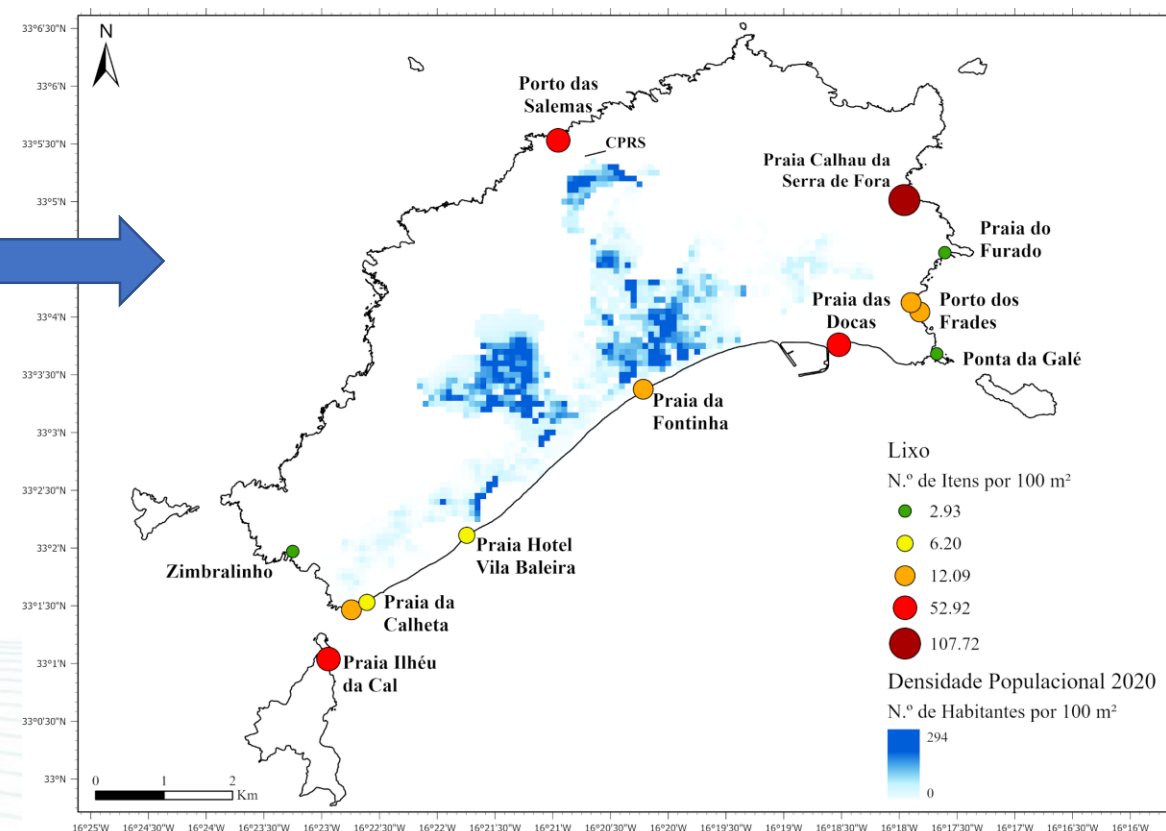 N
Porto das
Salemas
CPRS
Praia Calhau da
Serra de Fora
Praia do
Furado
Praia das
Docas
Porto dos
Frades
Ponta da Galé
Praia da
Fontinha
Praia Hotel
Vila Baleira
Zimbralinho
Praia da
Calheta
Praia Ilhéu
da Cal
Lixo
N.º de Itens por 100 m²
2.93
6.20
12.09
52.92
107.72
Densidade Populacional 2020
N.º de Habitantes por 100 m²
294
0
0 1 2
Km
33°6'30"N
33°6'N
33°5'30"N
33°5'N
33°4'N
33°3'30"N
33°3'N
33°2'30"N
33°2'N
33°1'30"N
33°1'N
33°0'30"N
33°N
16°25'W 16°24'30"W 16°24'W 16°23'30"W 16°23'W 16°22'30"W 16°22'W 16°21'30"W 16°21'W 16°20'30"W 16°20'W 16°19'30"W 16°19'W 16°18'30"W 16°18'W 16°17'30"W 16°17'W 16°16'30"W 16°16'W